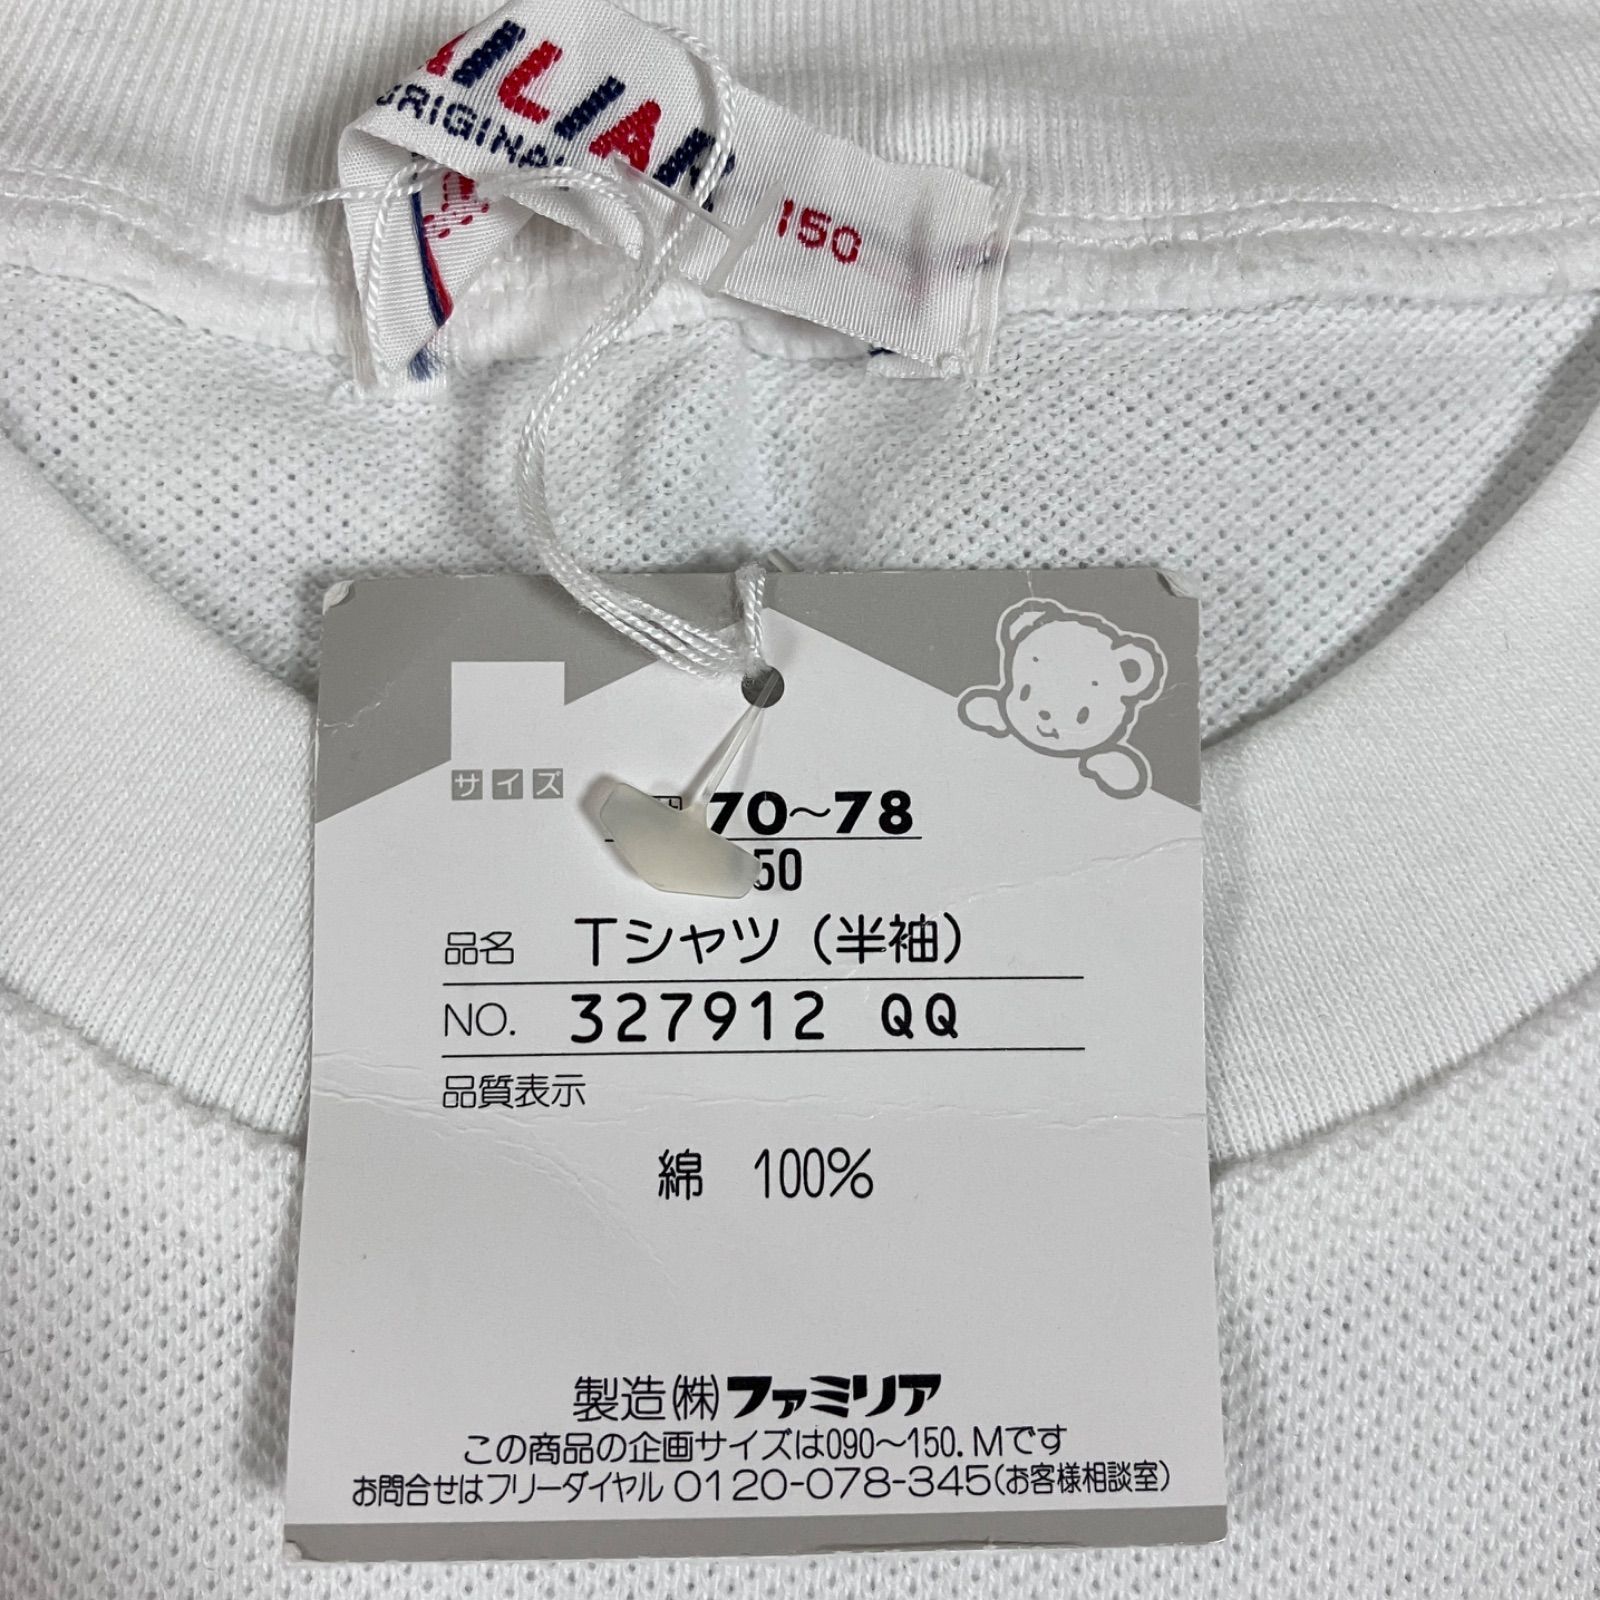 AILIAR
ORIGINAL
150
サイズ
70〜78
50
品名 Tシャツ(半袖)
NO. 327912 QQ
品質表示
綿 100%
製造(株)ファミリア
この商品の企画サイズは090〜150.Mです
お問合せはフリーダイヤル 0120-078-345(お客様相談室)